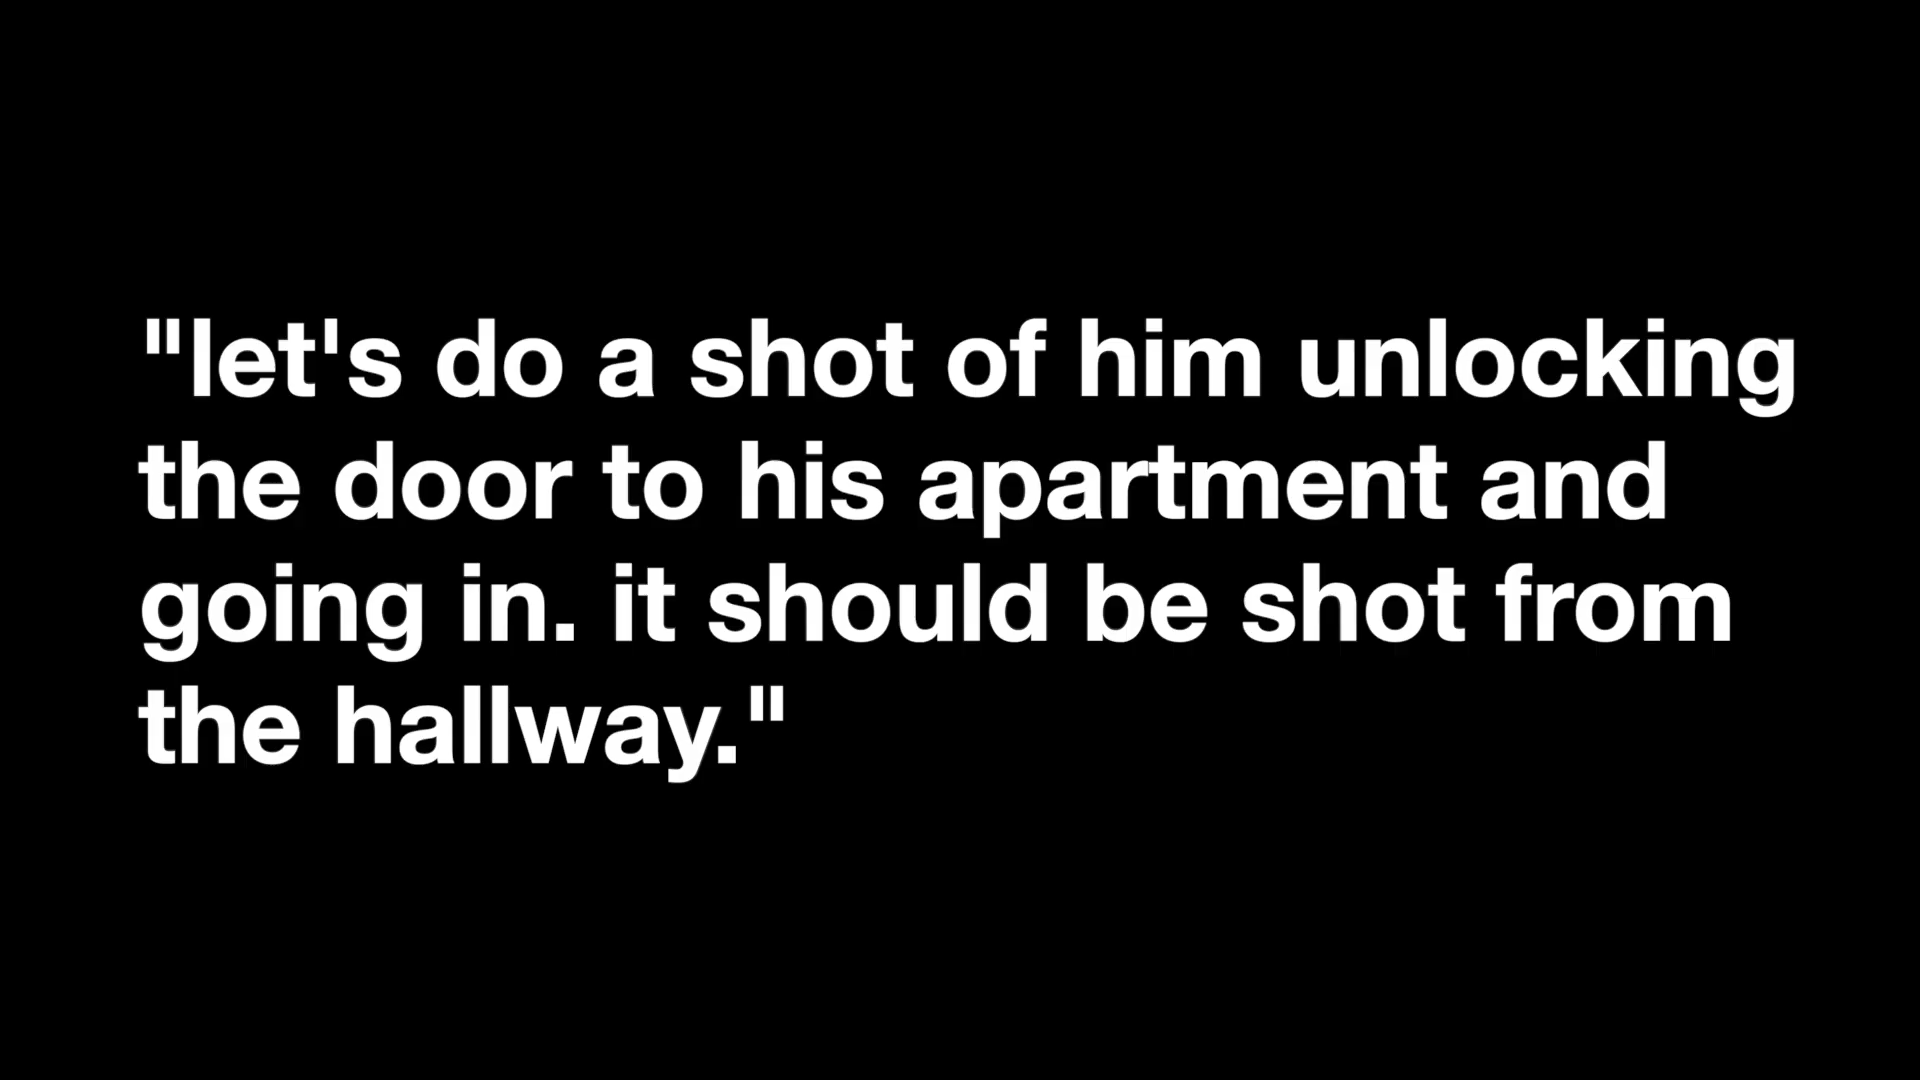 "let's do a shot of him unlocking
the door to his apartment and
going in. it should be shot from
the hallway."